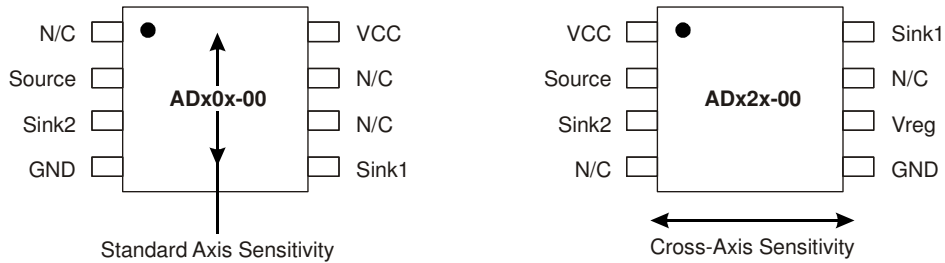 N/C VCC VCC Sink1
Source N/C Source N/C
ADx0x-00 ADx2x-00
Sink2 N/C Sink2 Vreg
GND Sink1 N/C GND
Standard Axis Sensitivity Cross-Axis Sensitivity